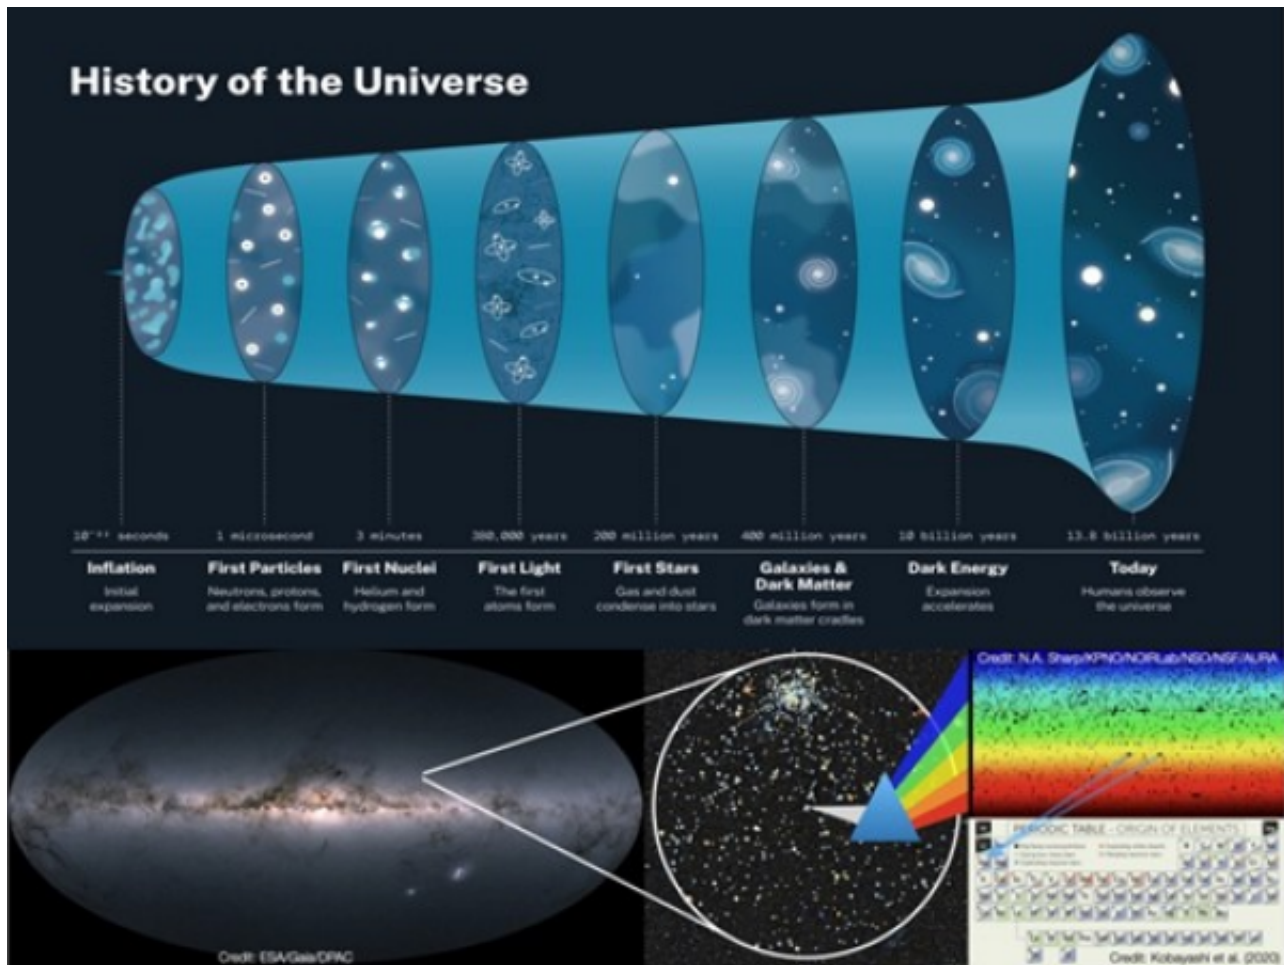 History of the Universe
seconds
1 microsecond
3 minutes
380,000 years
200 million years
400 million years
10 billion years
13.8 billion years
Inflation
Initial
expansion
First Particles
Neutrons, protons,
and electrons form
First Nuclei
Helium and
hydrogen form
First Light
The first
atoms form
First Stars
Gas and dust
condense into stars
Galaxies &
Dark Matter
Galaxies form in
dark matter cradles
Dark Energy
Expansion
accelerates
Today
Humans observe
the universe
Credit: ESA/Gaia/DPAC
Credit: N.A. Sharp/KPNO/NOIRLab/NSO/NSF/AURA
PERIODIC TABLE - ORIGIN OF ELEMENTS
Credit: Kobayashi et al. (2020)